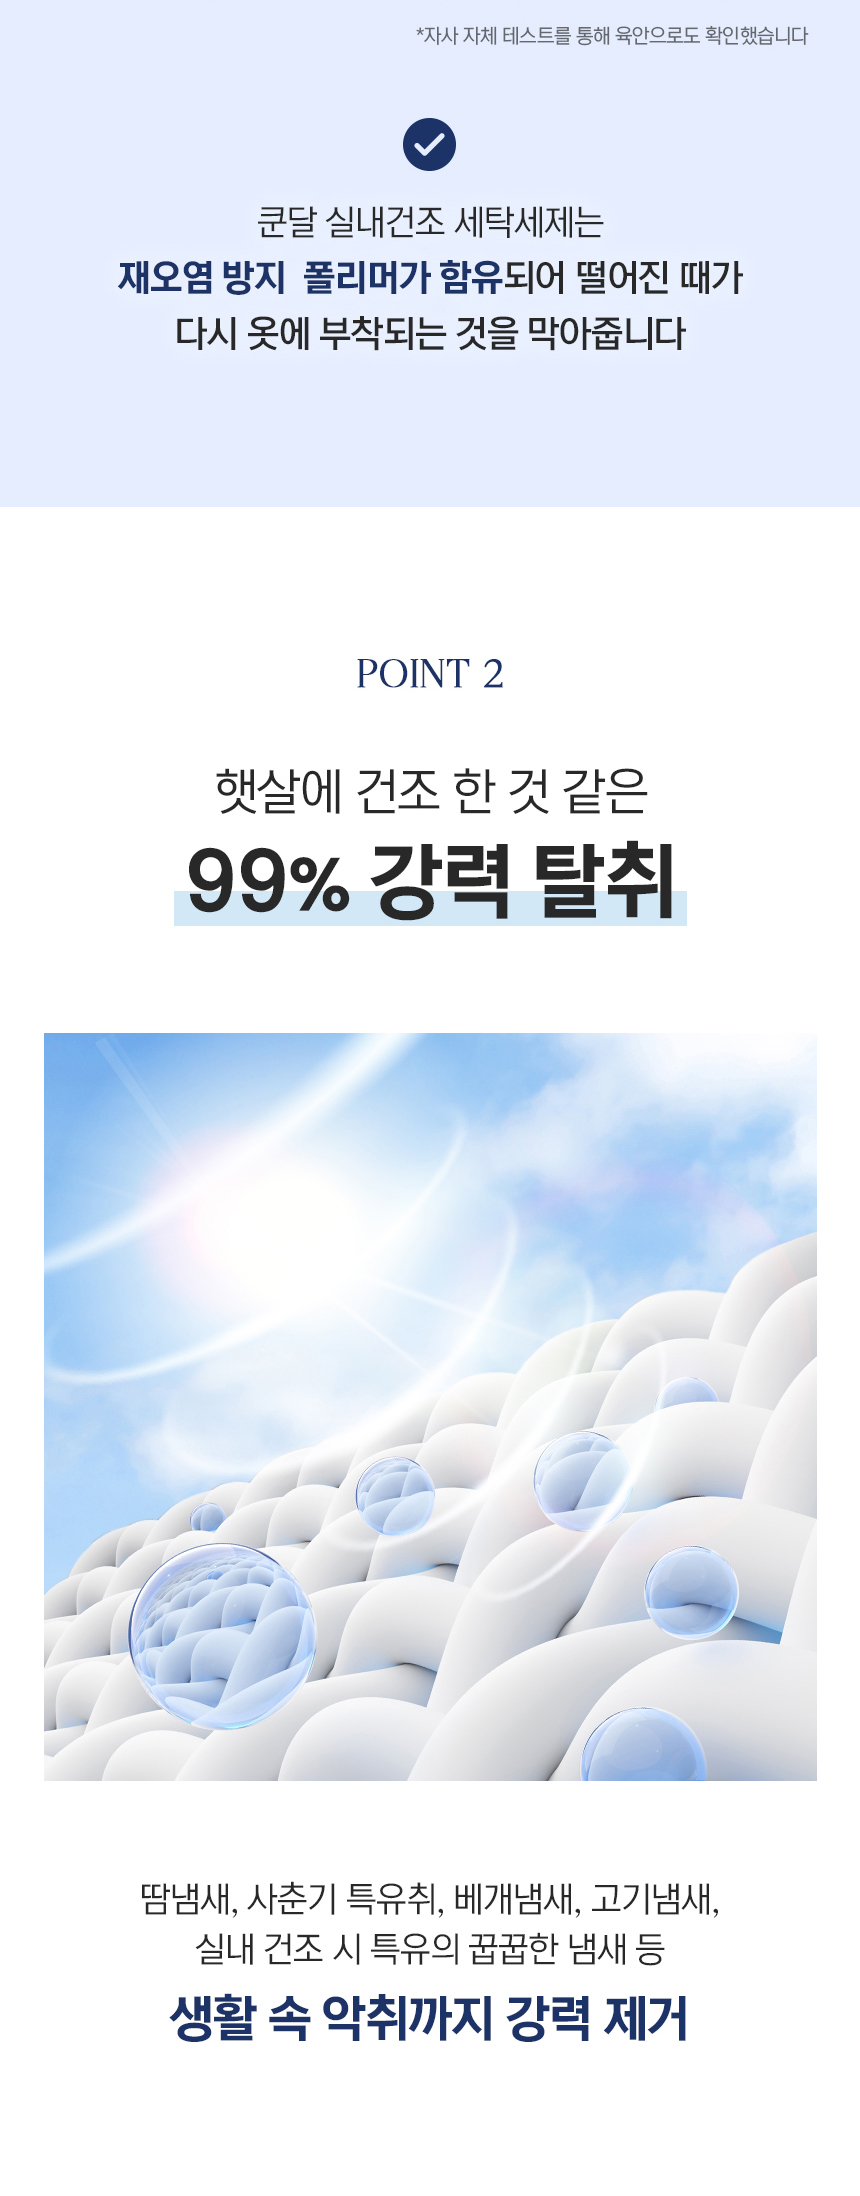 *자사 자체 테스트를 통해 육안으로도 확인했습니다
쿤달 실내건조 세탁세제는
재오염 방지 폴리머가 함유되어 떨어진 때가
다시 옷에 부착되는 것을 막아줍니다
POINT 2
햇살에 건조 한 것 같은
99% 강력 탈취
땀냄새, 사춘기 특유취, 베개냄새, 고기냄새,
실내 건조 시 특유의 꿉꿉한 냄새 등
생활 속 악취까지 강력 제거